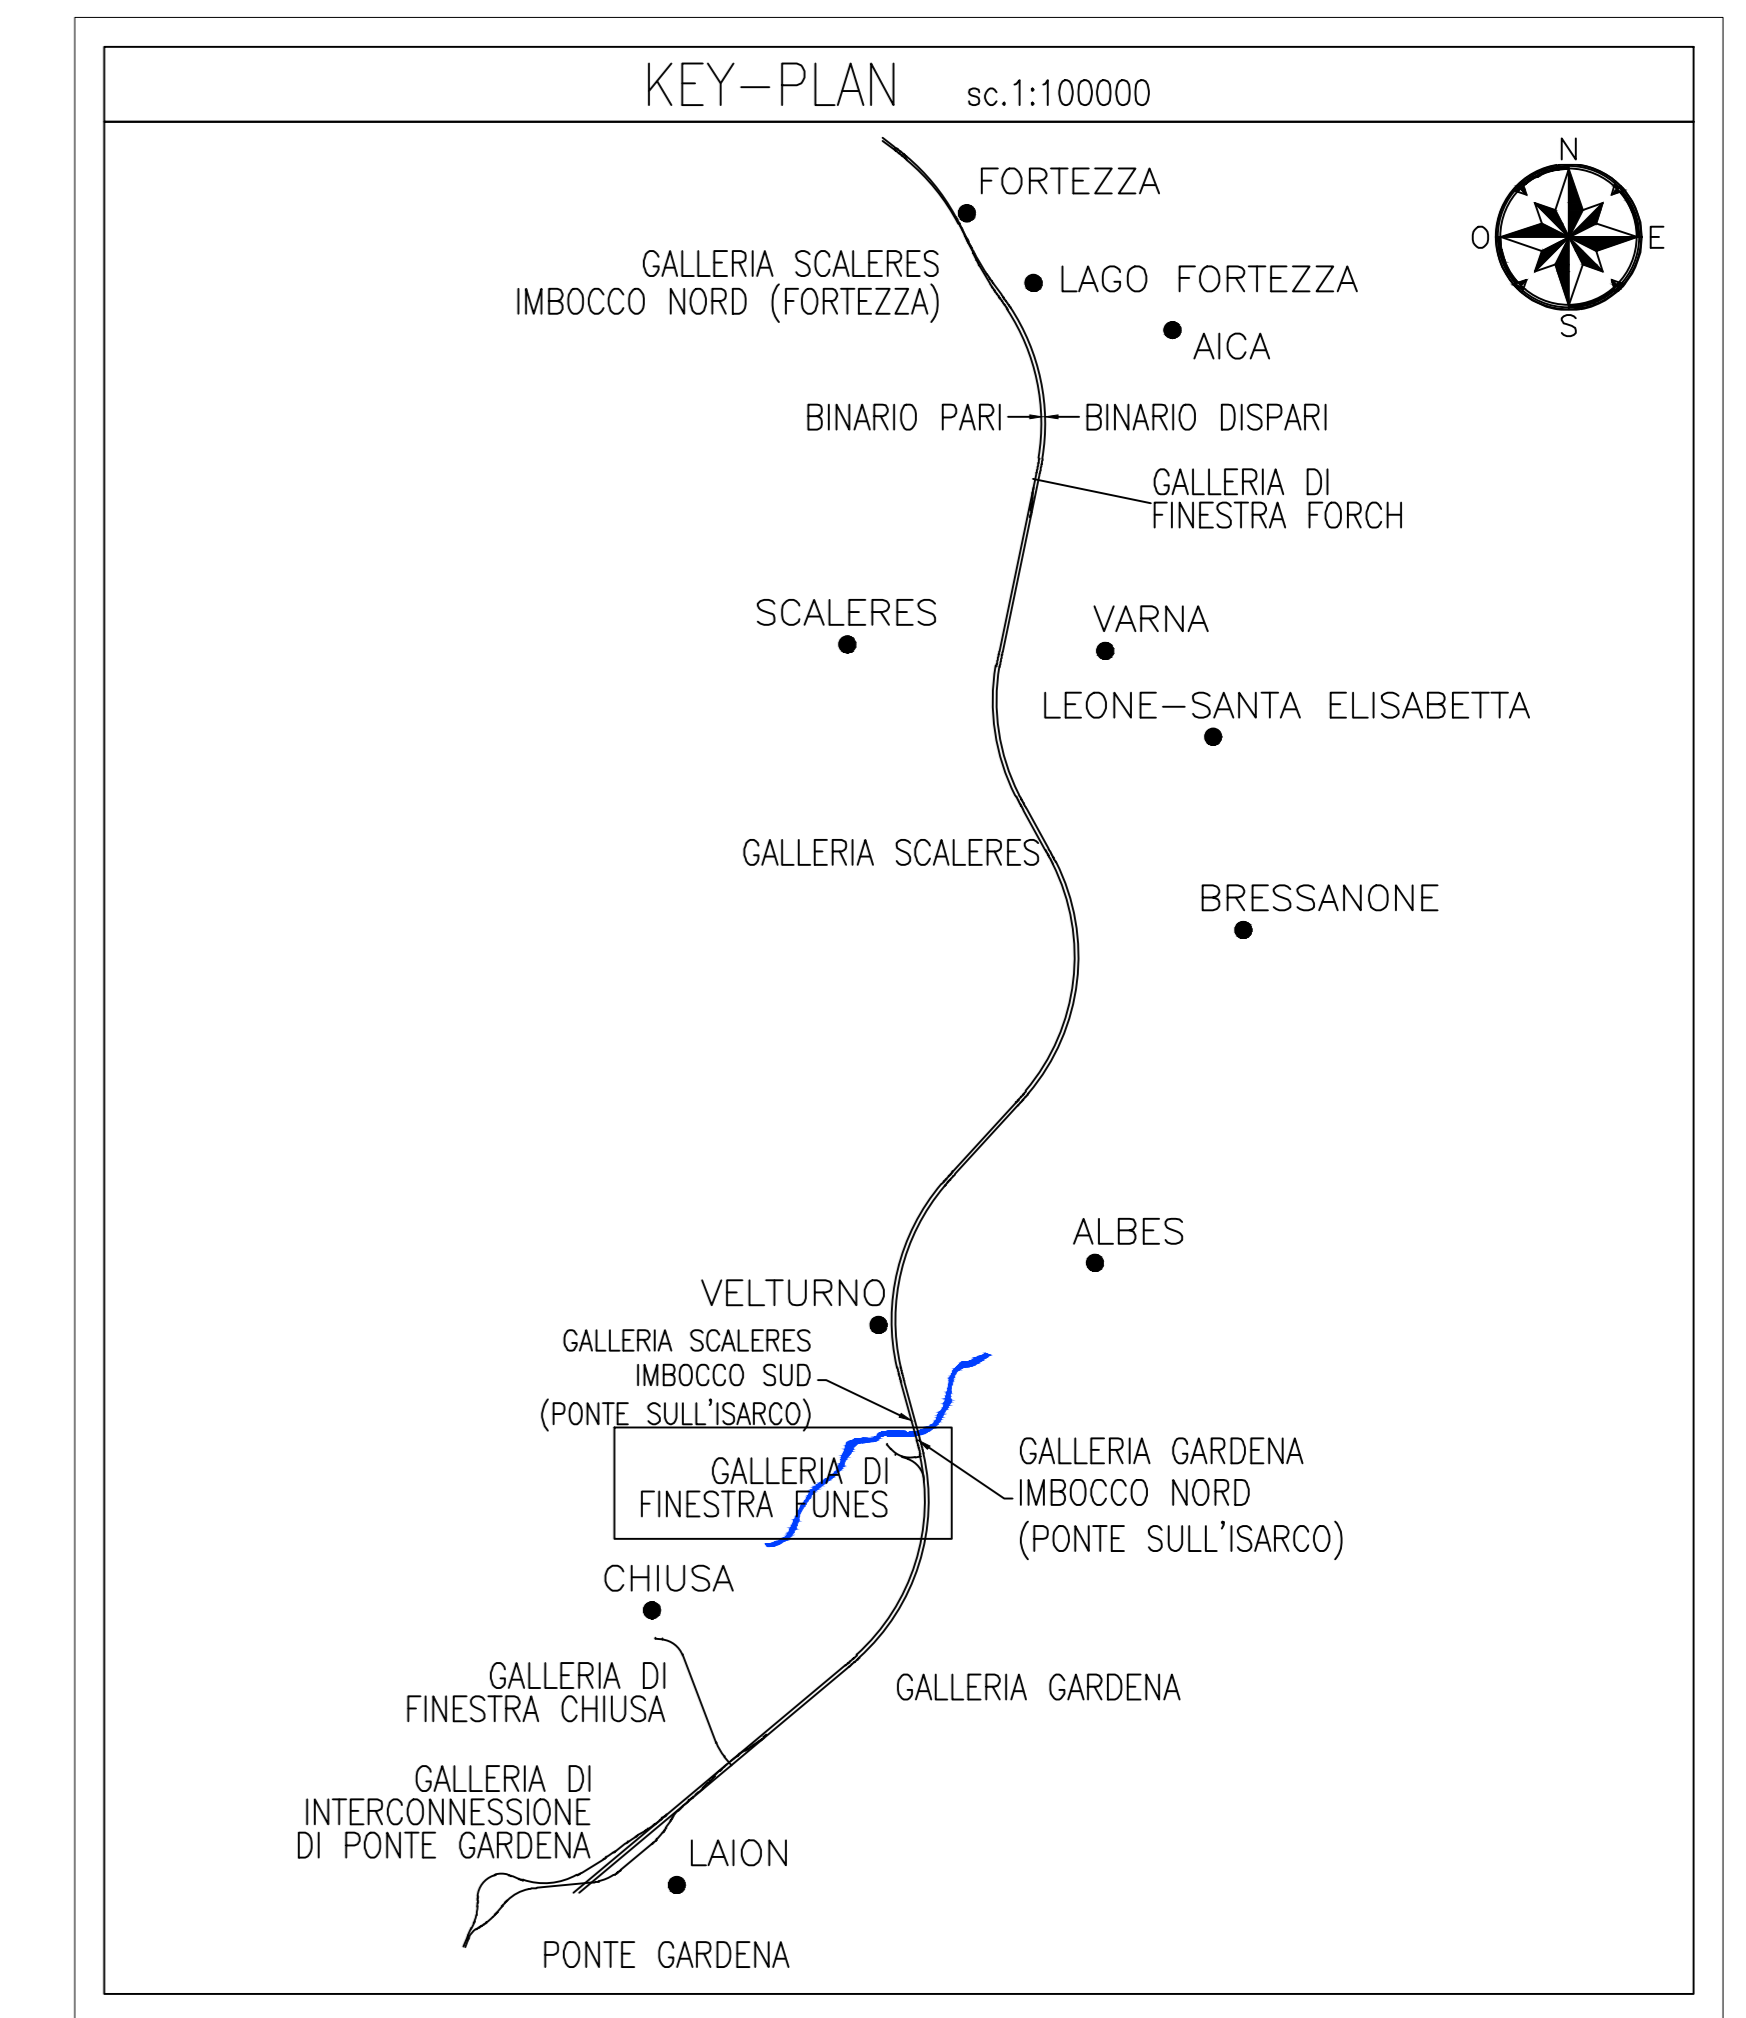 KEY-PLAN sc.1:100000
N
O
E
S
FORTEZZA
GALLERIA SCALERES
IMBOCCO NORD (FORTEZZA)
LAGO FORTEZZA
AICA
BINARIO PARI
BINARIO DISPARI
GALLERIA DI
FINESTRA FORCH
SCALERES
VARNA
LEONE-SANTA ELISABETTA
GALLERIA SCALERES
BRESSANONE
ALBES
VELTURNO
GALLERIA SCALERES
IMBOCCO SUD
(PONTE SULL'ISARCO)
GALLERIA DI
FINESTRA FUNES
GALLERIA GARDENA
IMBOCCO NORD
(PONTE SULL'ISARCO)
CHIUSA
GALLERIA DI
FINESTRA CHIUSA
GALLERIA GARDENA
GALLERIA DI
INTERCONNESSIONE
DI PONTE GARDENA
LAION
PONTE GARDENA